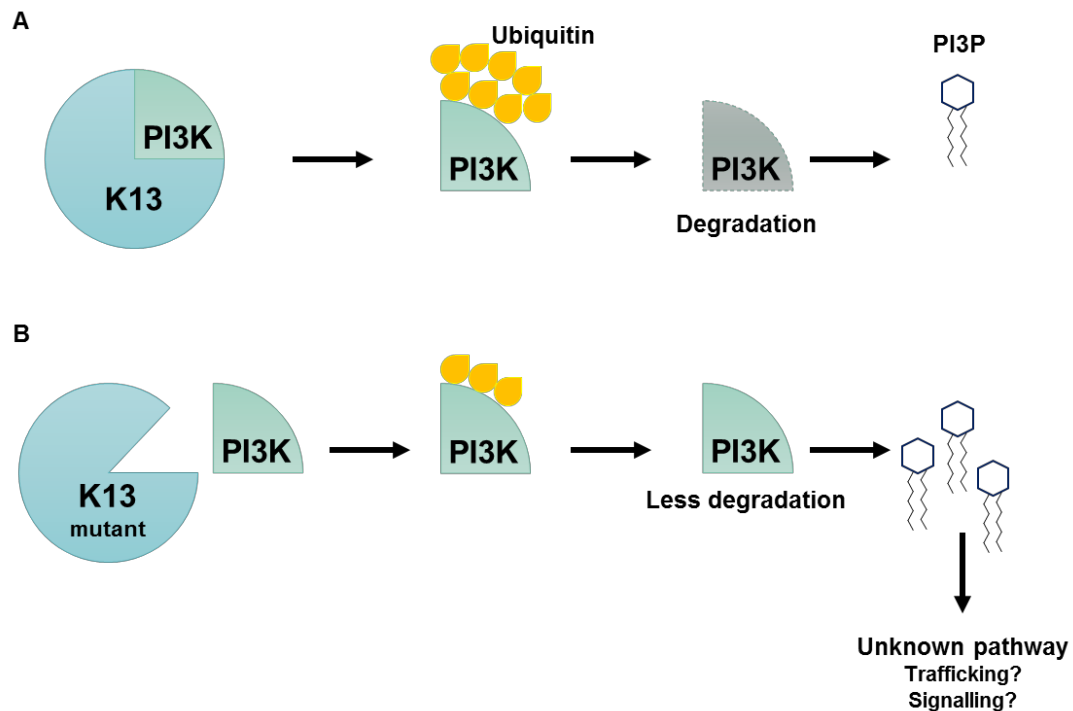 A
Ubiquitin
PI3P
PI3K
K13
PI3K
PI3K
Degradation
B
PI3K
K13
mutant
PI3K
PI3K
Less degradation
Unknown pathway
Trafficking?
Signalling?